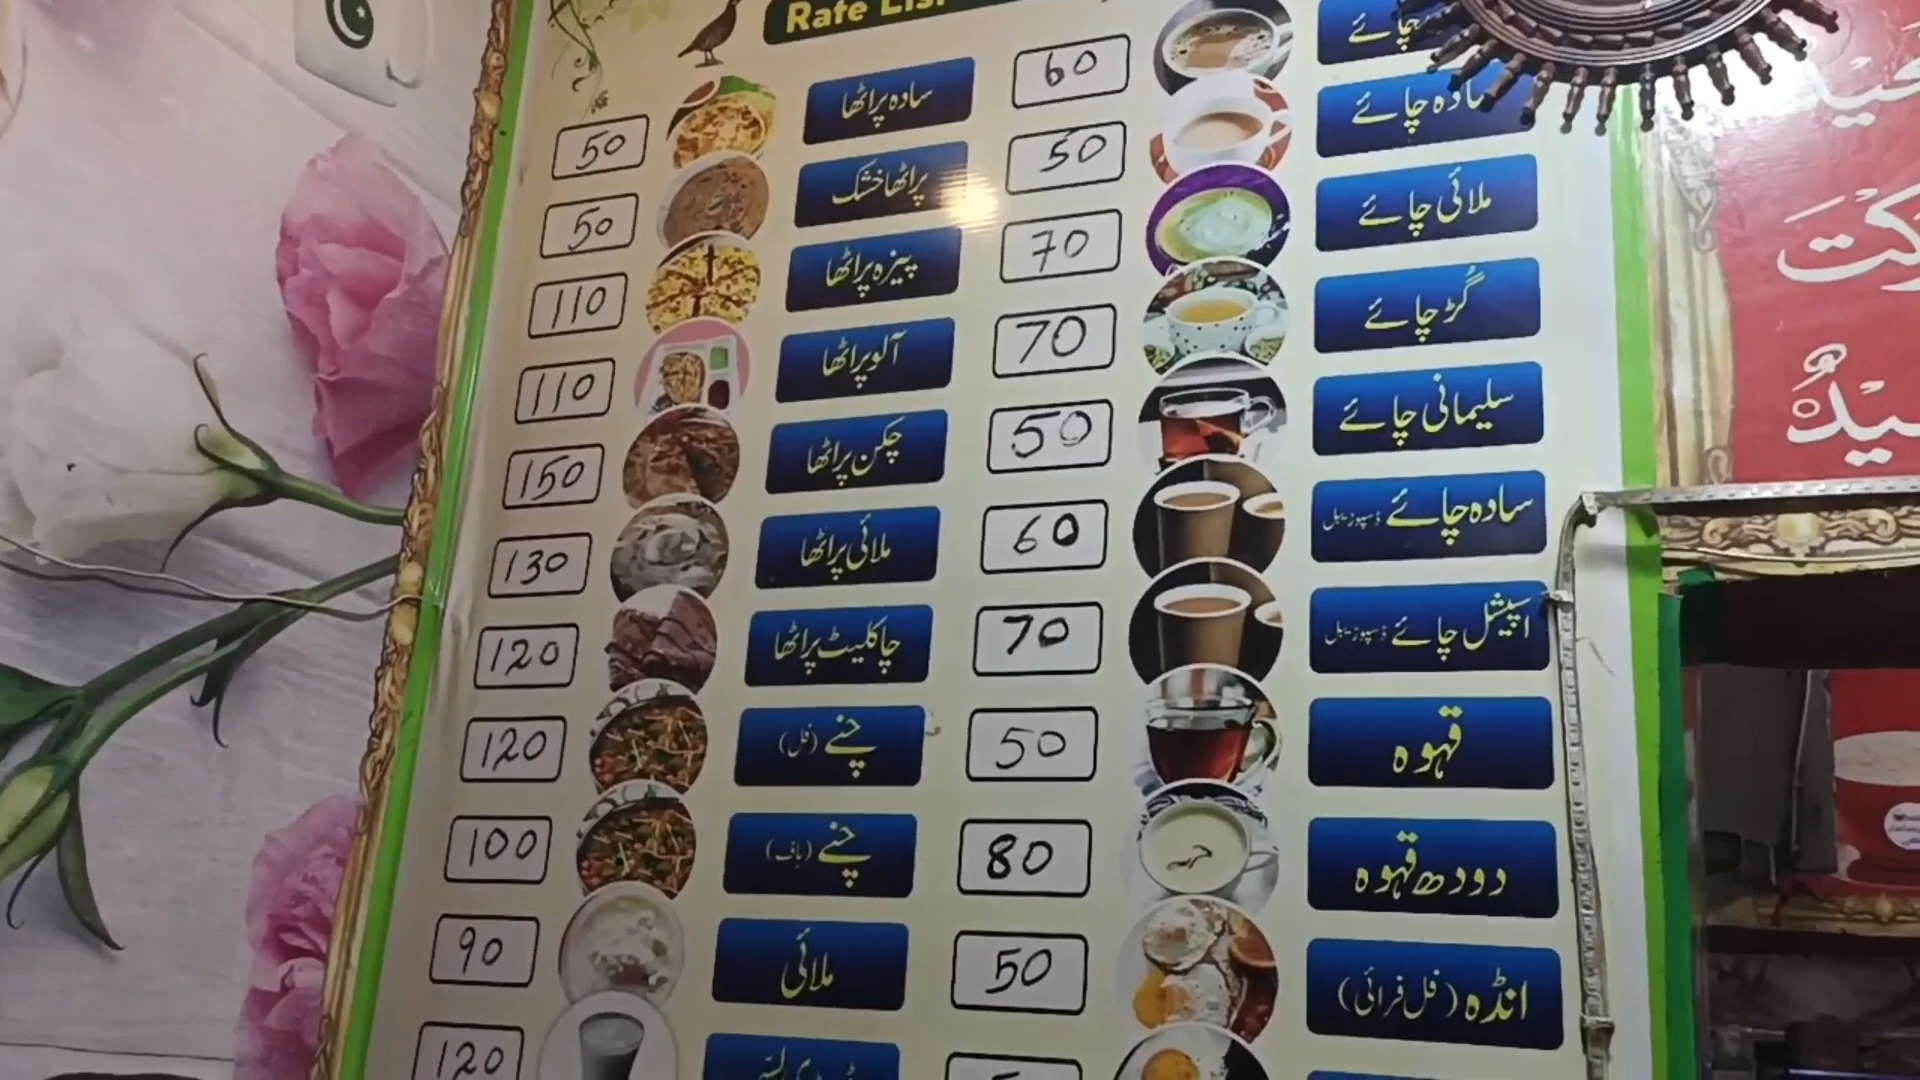 Rate List
چائے 60
سادہ چائے 50
ملائی چائے 70
گُڑ چائے 70
سلیمانی چائے 50
سادہ چائے ڈسپوزیبل 60
اسپیشل چائے ڈسپوزیبل 70
قہوہ 50
دودھ قہوہ 80
انڈہ (فل فرائی) 50
سادہ پراٹھا 50
پراٹھا خشک 50
پیزہ پراٹھا 110
آلو پراٹھا 110
چکن پراٹھا 150
ملائی پراٹھا 130
چاکلیٹ پراٹھا 120
چنے (فل) 120
چنے (ہاف) 100
ملائی 90
120